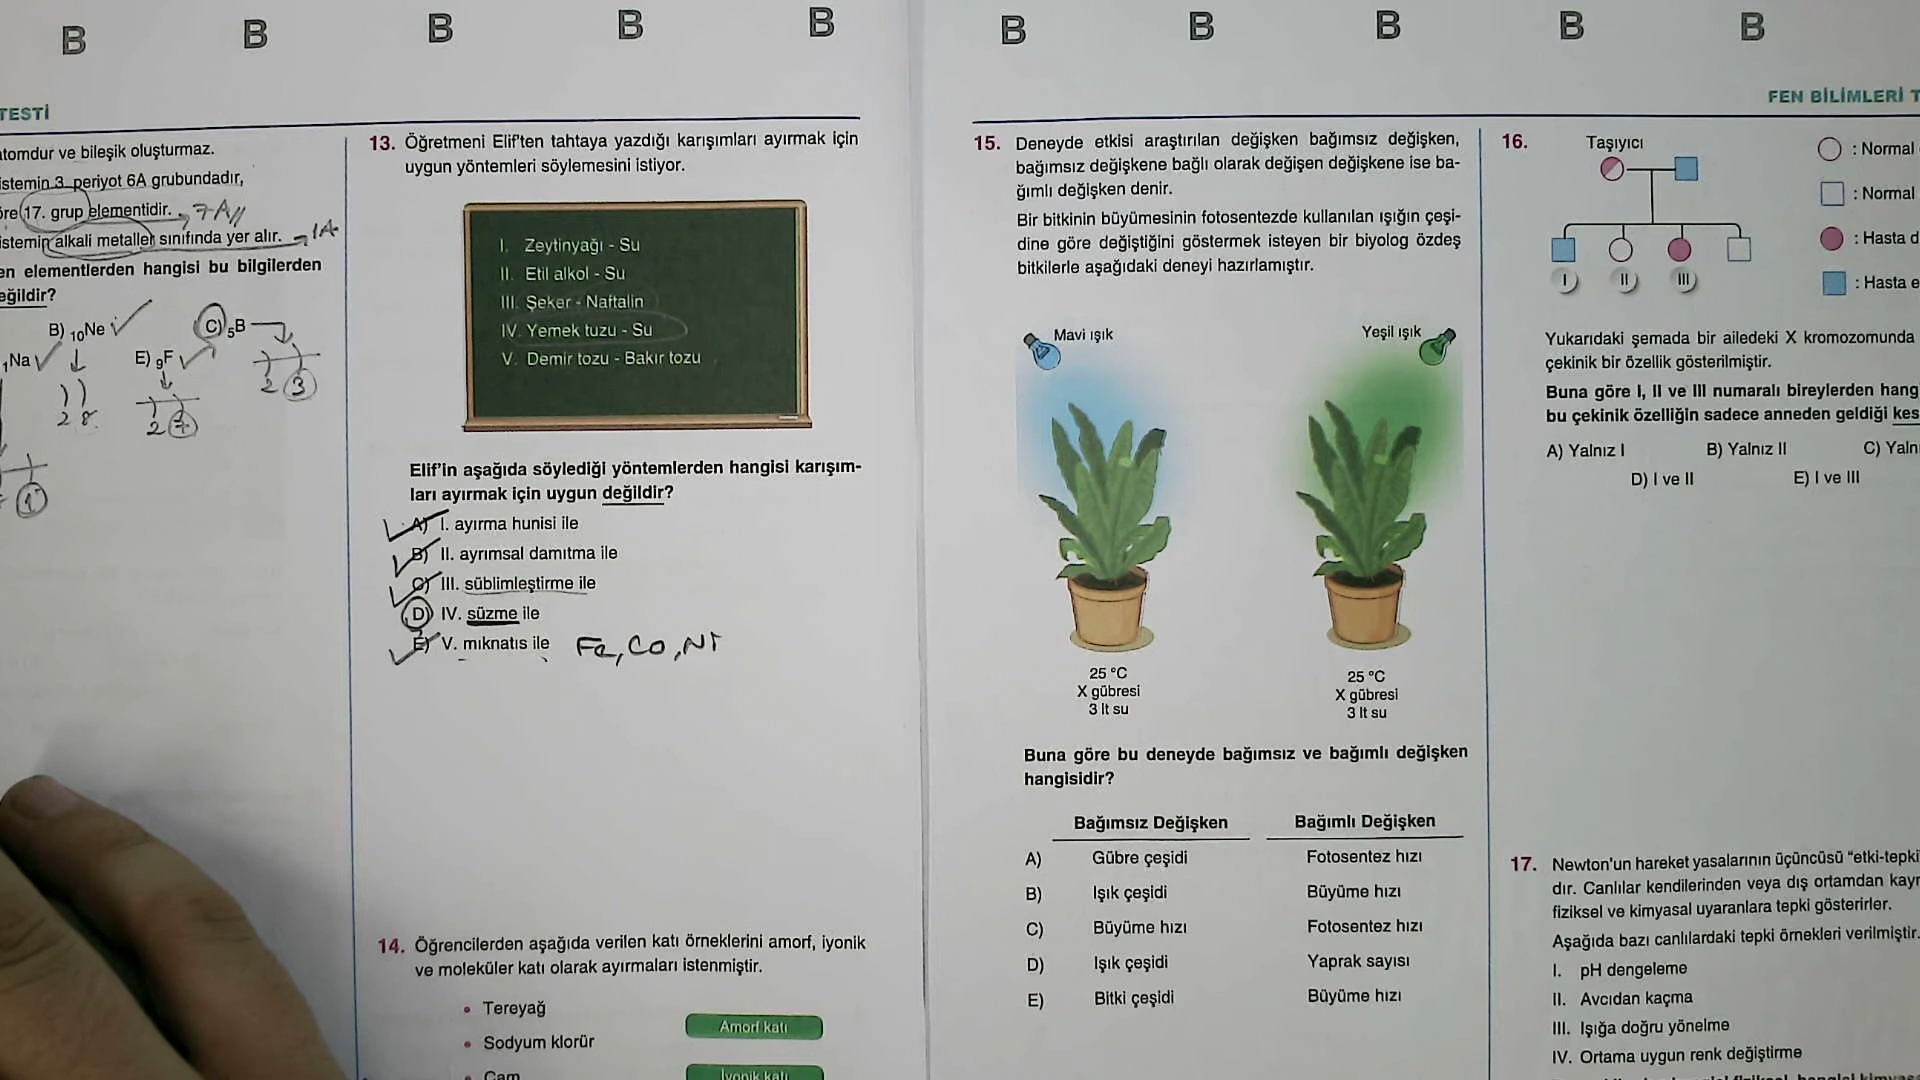 B B B B B B B B B B
TESTİ
atomdur ve bileşik oluşturmaz.
istemin 3. periyot 6A grubundadır,
öre 17. grup elementidir. 7A
istemin alkali metaller sınıfında yer alır. 1A
en elementlerden hangisi bu bilgilerden
eğildir?
B) 10Ne
C) 5B
1Na
E) 9F
2 8
2 7
2 3
1
13. Öğretmeni Elif'ten tahtaya yazdığı karışımları ayırmak için
uygun yöntemleri söylemesini istiyor.
I. Zeytinyağı - Su
II. Etil alkol - Su
III. Şeker - Naftalin
IV. Yemek tuzu - Su
V. Demir tozu - Bakır tozu
Elif'in aşağıda söylediği yöntemlerden hangisi karışım-
ları ayırmak için uygun değildir?
A) I. ayırma hunisi ile
B) II. ayrımsal damıtma ile
C) III. süblimleştirme ile
D) IV. süzme ile
E) V. mıknatıs ile Fe, Co, Ni
14. Öğrencilerden aşağıda verilen katı örneklerini amorf, iyonik
ve moleküler katı olarak ayırmaları istenmiştir.
• Tereyağ
• Sodyum klorür
• Cam
Amorf katı
İyonik katı
15. Deneyde etkisi araştırılan değişken bağımsız değişken,
bağımsız değişkene bağlı olarak değişen değişkene ise ba-
ğımlı değişken denir.
Bir bitkinin büyümesinin fotosentezde kullanılan ışığın çeşi-
dine göre değiştiğini göstermek isteyen bir biyolog özdeş
bitkilerle aşağıdaki deneyi hazırlamıştır.
Mavi ışık
Yeşil ışık
25 °C
X gübresi
3 lt su
25 °C
X gübresi
3 lt su
Buna göre bu deneyde bağımsız ve bağımlı değişken
hangisidir?
Bağımsız Değişken Bağımlı Değişken
A) Gübre çeşidi Fotosentez hızı
B) Işık çeşidi Büyüme hızı
C) Büyüme hızı Fotosentez hızı
D) Işık çeşidi Yaprak sayısı
E) Bitki çeşidi Büyüme hızı
FEN BİLİMLERİ T
16. Taşıyıcı
: Normal
: Normal
: Hasta d
: Hasta e
I II III
Yukarıdaki şemada bir ailedeki X kromozomunda
çekinik bir özellik gösterilmiştir.
Buna göre I, II ve III numaralı bireylerden hang
bu çekinik özelliğin sadece anneden geldiği kes
A) Yalnız I B) Yalnız II C) Yaln
D) I ve II E) I ve III
17. Newton'un hareket yasalarının üçüncüsü "etki-tepki
dır. Canlılar kendilerinden veya dış ortamdan kayn
fiziksel ve kimyasal uyaranlara tepki gösterirler.
Aşağıda bazı canlılardaki tepki örnekleri verilmiştir.
I. pH dengeleme
II. Avcıdan kaçma
III. Işığa doğru yönelme
IV. Ortama uygun renk değiştirme